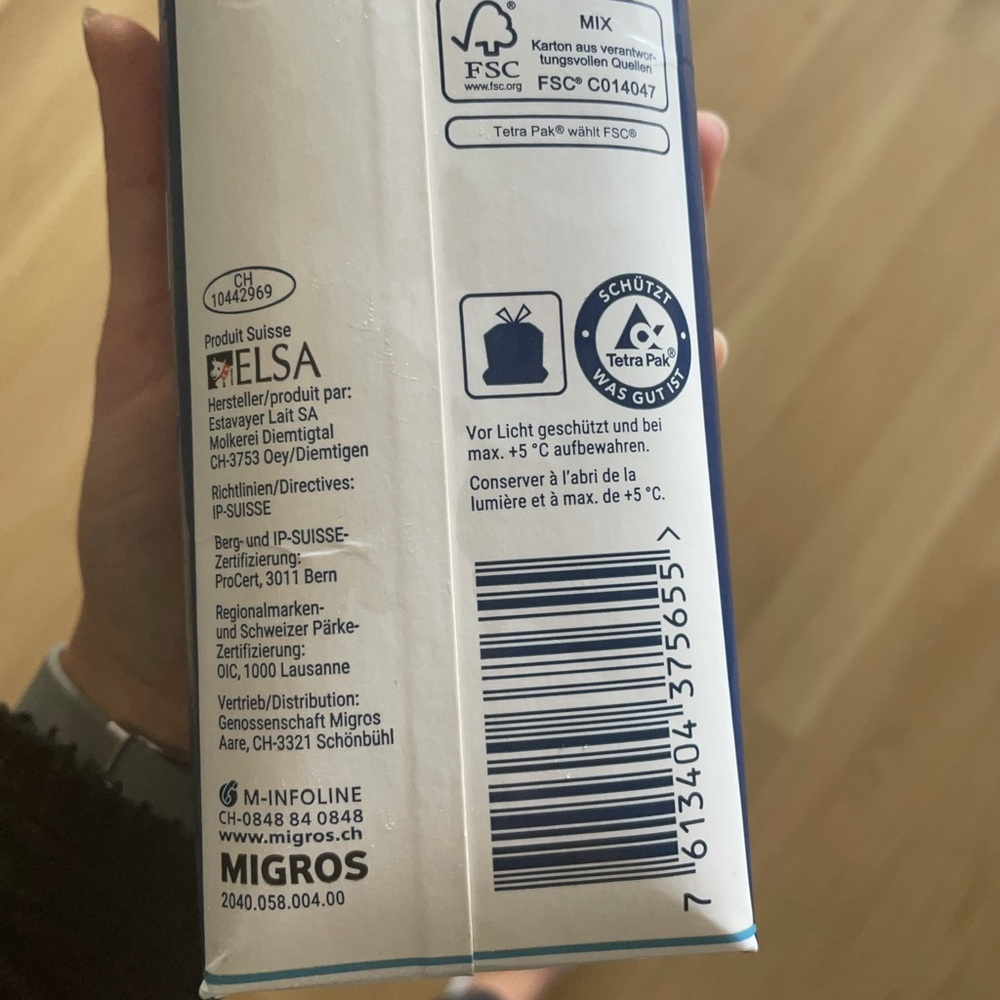 MIX
Karton aus verantwor-
tungsvollen Quellen
FSC® C014047
®
FSC
www.fsc.org
Tetra Pak® wählt FSC®
CH
10442969
Produit Suisse
ELSA
Hersteller/produit par:
Estavayer Lait SA
Molkerei Diemtigtal
CH-3753 Oey/Diemtigen
Richtlinien/Directives:
IP-SUISSE
Berg- und IP-SUISSE-
Zertifizierung:
ProCert, 3011 Bern
Regionalmarken-
und Schweizer Pärke-
Zertifizierung:
OIC, 1000 Lausanne
Vertrieb/Distribution:
Genossenschaft Migros
Aare, CH-3321 Schönbühl
M-INFOLINE
CH-0848 84 0848
www.migros.ch
MIGROS
2040.058.004.00
SCHÜTZT
Tetra Pak®
WAS GUT IST
Vor Licht geschützt und bei
max. +5 °C aufbewahren.
Conserver à l'abri de la
lumière et à max. de +5 °C.
7 613404 375655 >